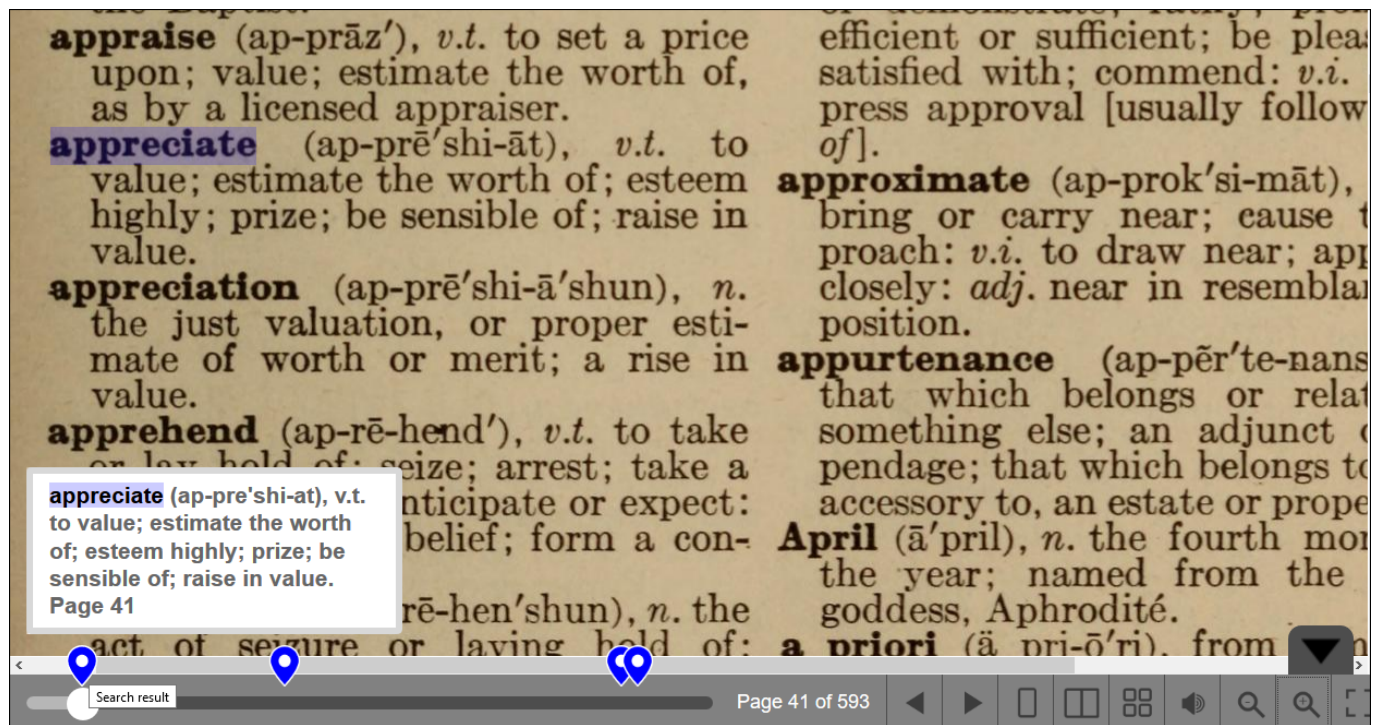 appraise (ap-prāz′), v.t. to set a price
upon; value; estimate the worth of,
as by a licensed appraiser.
appreciate (ap-prē′shi-āt), v.t. to
value; estimate the worth of; esteem
highly; prize; be sensible of; raise in
value.
appreciation (ap-prē′shi-ā′shun), n.
the just valuation, or proper esti-
mate of worth or merit; a rise in
value.
apprehend (ap-rē-hend′), v.t. to take
or lay hold of; seize; arrest; take a
nticipate or expect:
belief; form a con-
rē-hen′shun), n. the
act of seizure or laying hold of;
efficient or sufficient; be
satisfied with; commend: v.i.
press approval [usually follow
of].
approximate (ap-prok′si-māt),
bring or carry near; cause
proach: v.i. to draw near; app
closely: adj. near in resembla
position.
appurtenance (ap-pẽr′te-nans
that which belongs or relat
something else; an adjunct
pendage; that which belongs to
accessory to, an estate or prope
April (ā′pril), n. the fourth mo
the year; named from the
goddess, Aphrodité.
a priori (ä pri-ō′ri), from
appreciate (ap-pre'shi-at), v.t.
to value; estimate the worth
of; esteem highly; prize; be
sensible of; raise in value.
Page 41
Search result
Page 41 of 593